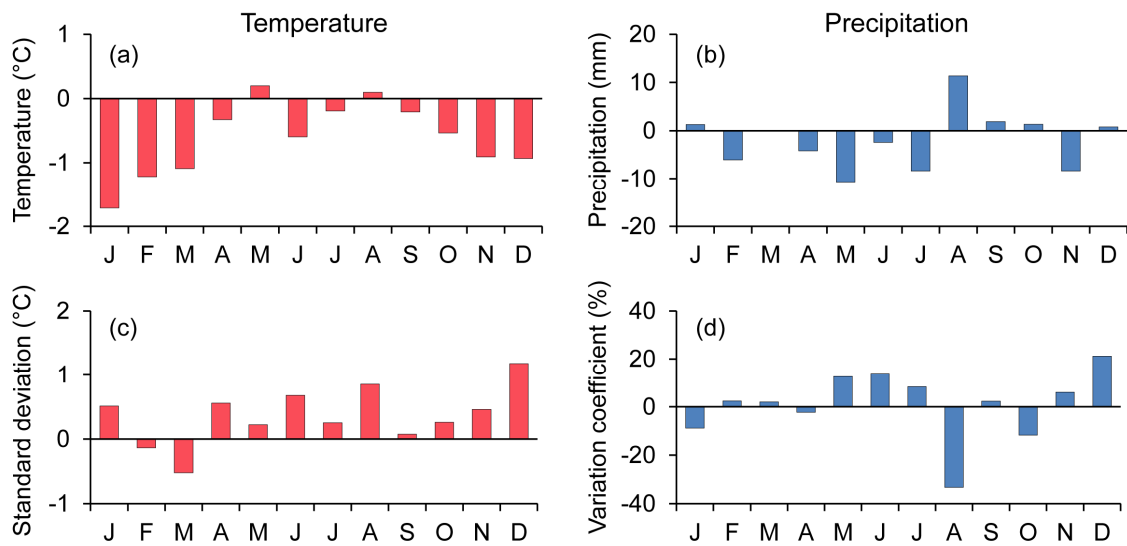 Temperature
Precipitation
Temperature (°C)
1
0
-1
-2
(a)
J F M A M J J A S O N D
Precipitation (mm)
20
10
0
-10
-20
(b)
J F M A M J J A S O N D
Standard deviation (°C)
2
1
0
-1
(c)
J F M A M J J A S O N D
Variation coefficient (%)
40
20
0
-20
-40
(d)
J F M A M J J A S O N D